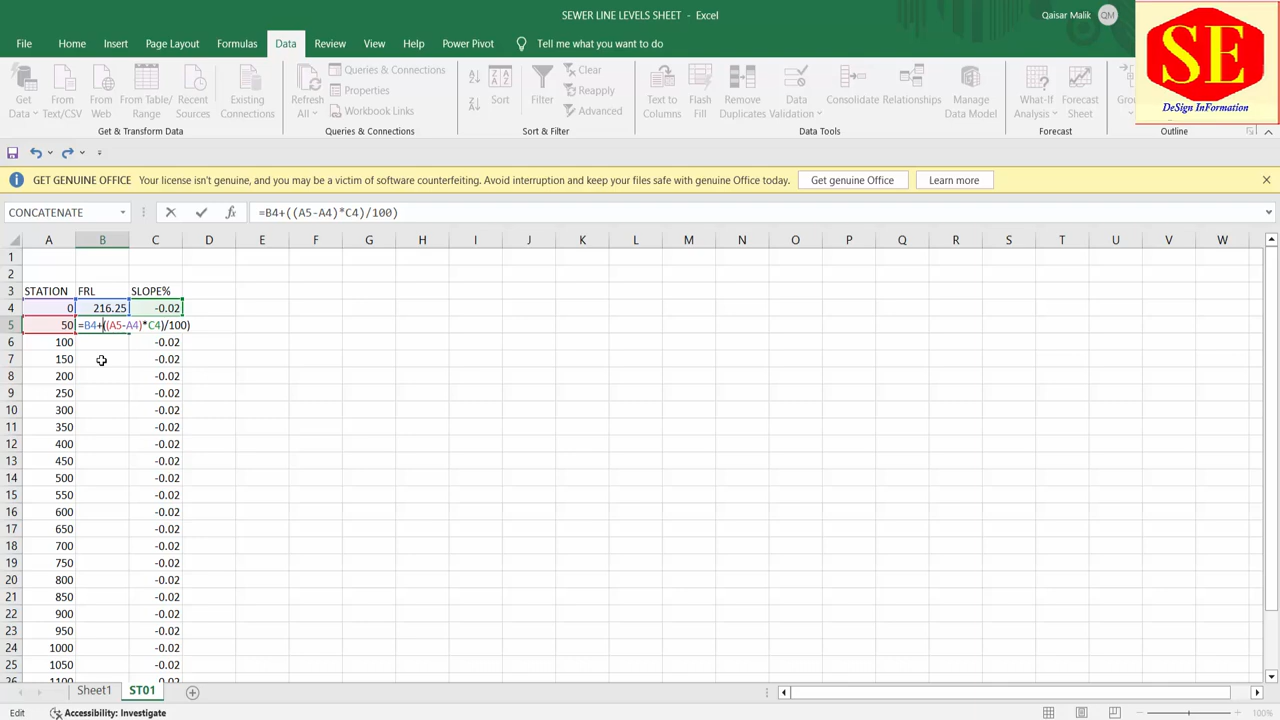 SEWER LINE LEVELS SHEET - Excel
Qaisar Malik QM
SE
DeSign InFormation
File Home Insert Page Layout Formulas Data Review View Help Power Pivot Tell me what you want to do
Get Data
From Text/CSV
From Web
From Table/ Range
Recent Sources
Existing Connections
Get & Transform Data
Refresh All
Queries & Connections
Properties
Workbook Links
Queries & Connections
Sort
Filter
Clear
Reapply
Advanced
Sort & Filter
Text to Columns
Flash Fill
Remove Duplicates
Data Validation
Consolidate
Relationships
Manage Data Model
Data Tools
What-If Analysis
Forecast Sheet
Forecast
Outline
GET GENUINE OFFICE Your license isn't genuine, and you may be a victim of software counterfeiting. Avoid interruption and keep your files safe with genuine Office today. Get genuine Office Learn more
CONCATENATE fx =B4+((A5-A4)*C4)/100)
A B C D E F G H I J K L M N O P Q R S T U V W
1
2
3 STATION FRL SLOPE%
4 0 216.25 -0.02
5 50 =B4+((A5-A4)*C4)/100)
6 100 -0.02
7 150 -0.02
8 200 -0.02
9 250 -0.02
10 300 -0.02
11 350 -0.02
12 400 -0.02
13 450 -0.02
14 500 -0.02
15 550 -0.02
16 600 -0.02
17 650 -0.02
18 700 -0.02
19 750 -0.02
20 800 -0.02
21 850 -0.02
22 900 -0.02
23 950 -0.02
24 1000 -0.02
25 1050 -0.02
26 1100 -0.02
Sheet1 ST01
Edit Accessibility: Investigate 100%